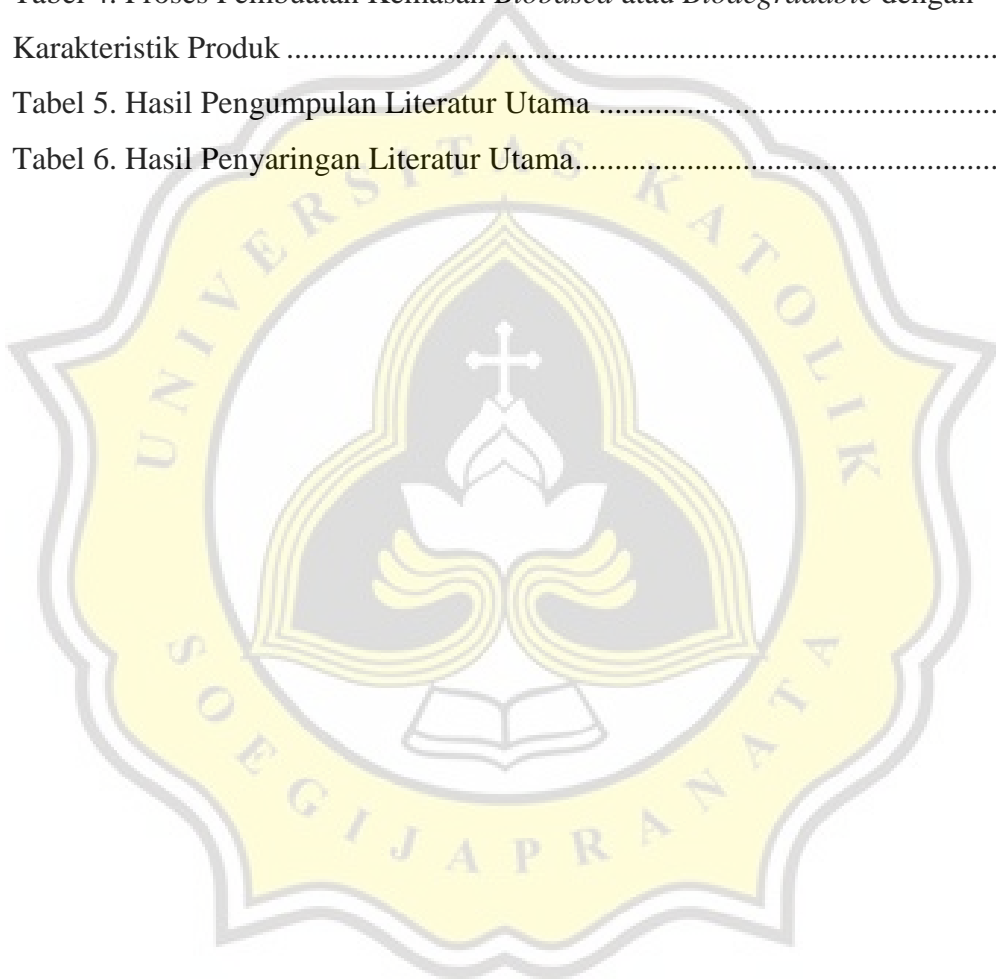 Tabel 4. Proses Pembuatan Kemasan Biobased atau Biodegradable dengan
Karakteristik Produk ..........................................................................................
Tabel 5. Hasil Pengumpulan Literatur Utama ...................................................
Tabel 6. Hasil Penyaringan Literatur Utama.....................................................
UNIVERSITAS KATOLIK
SOEGIJAPRANATA